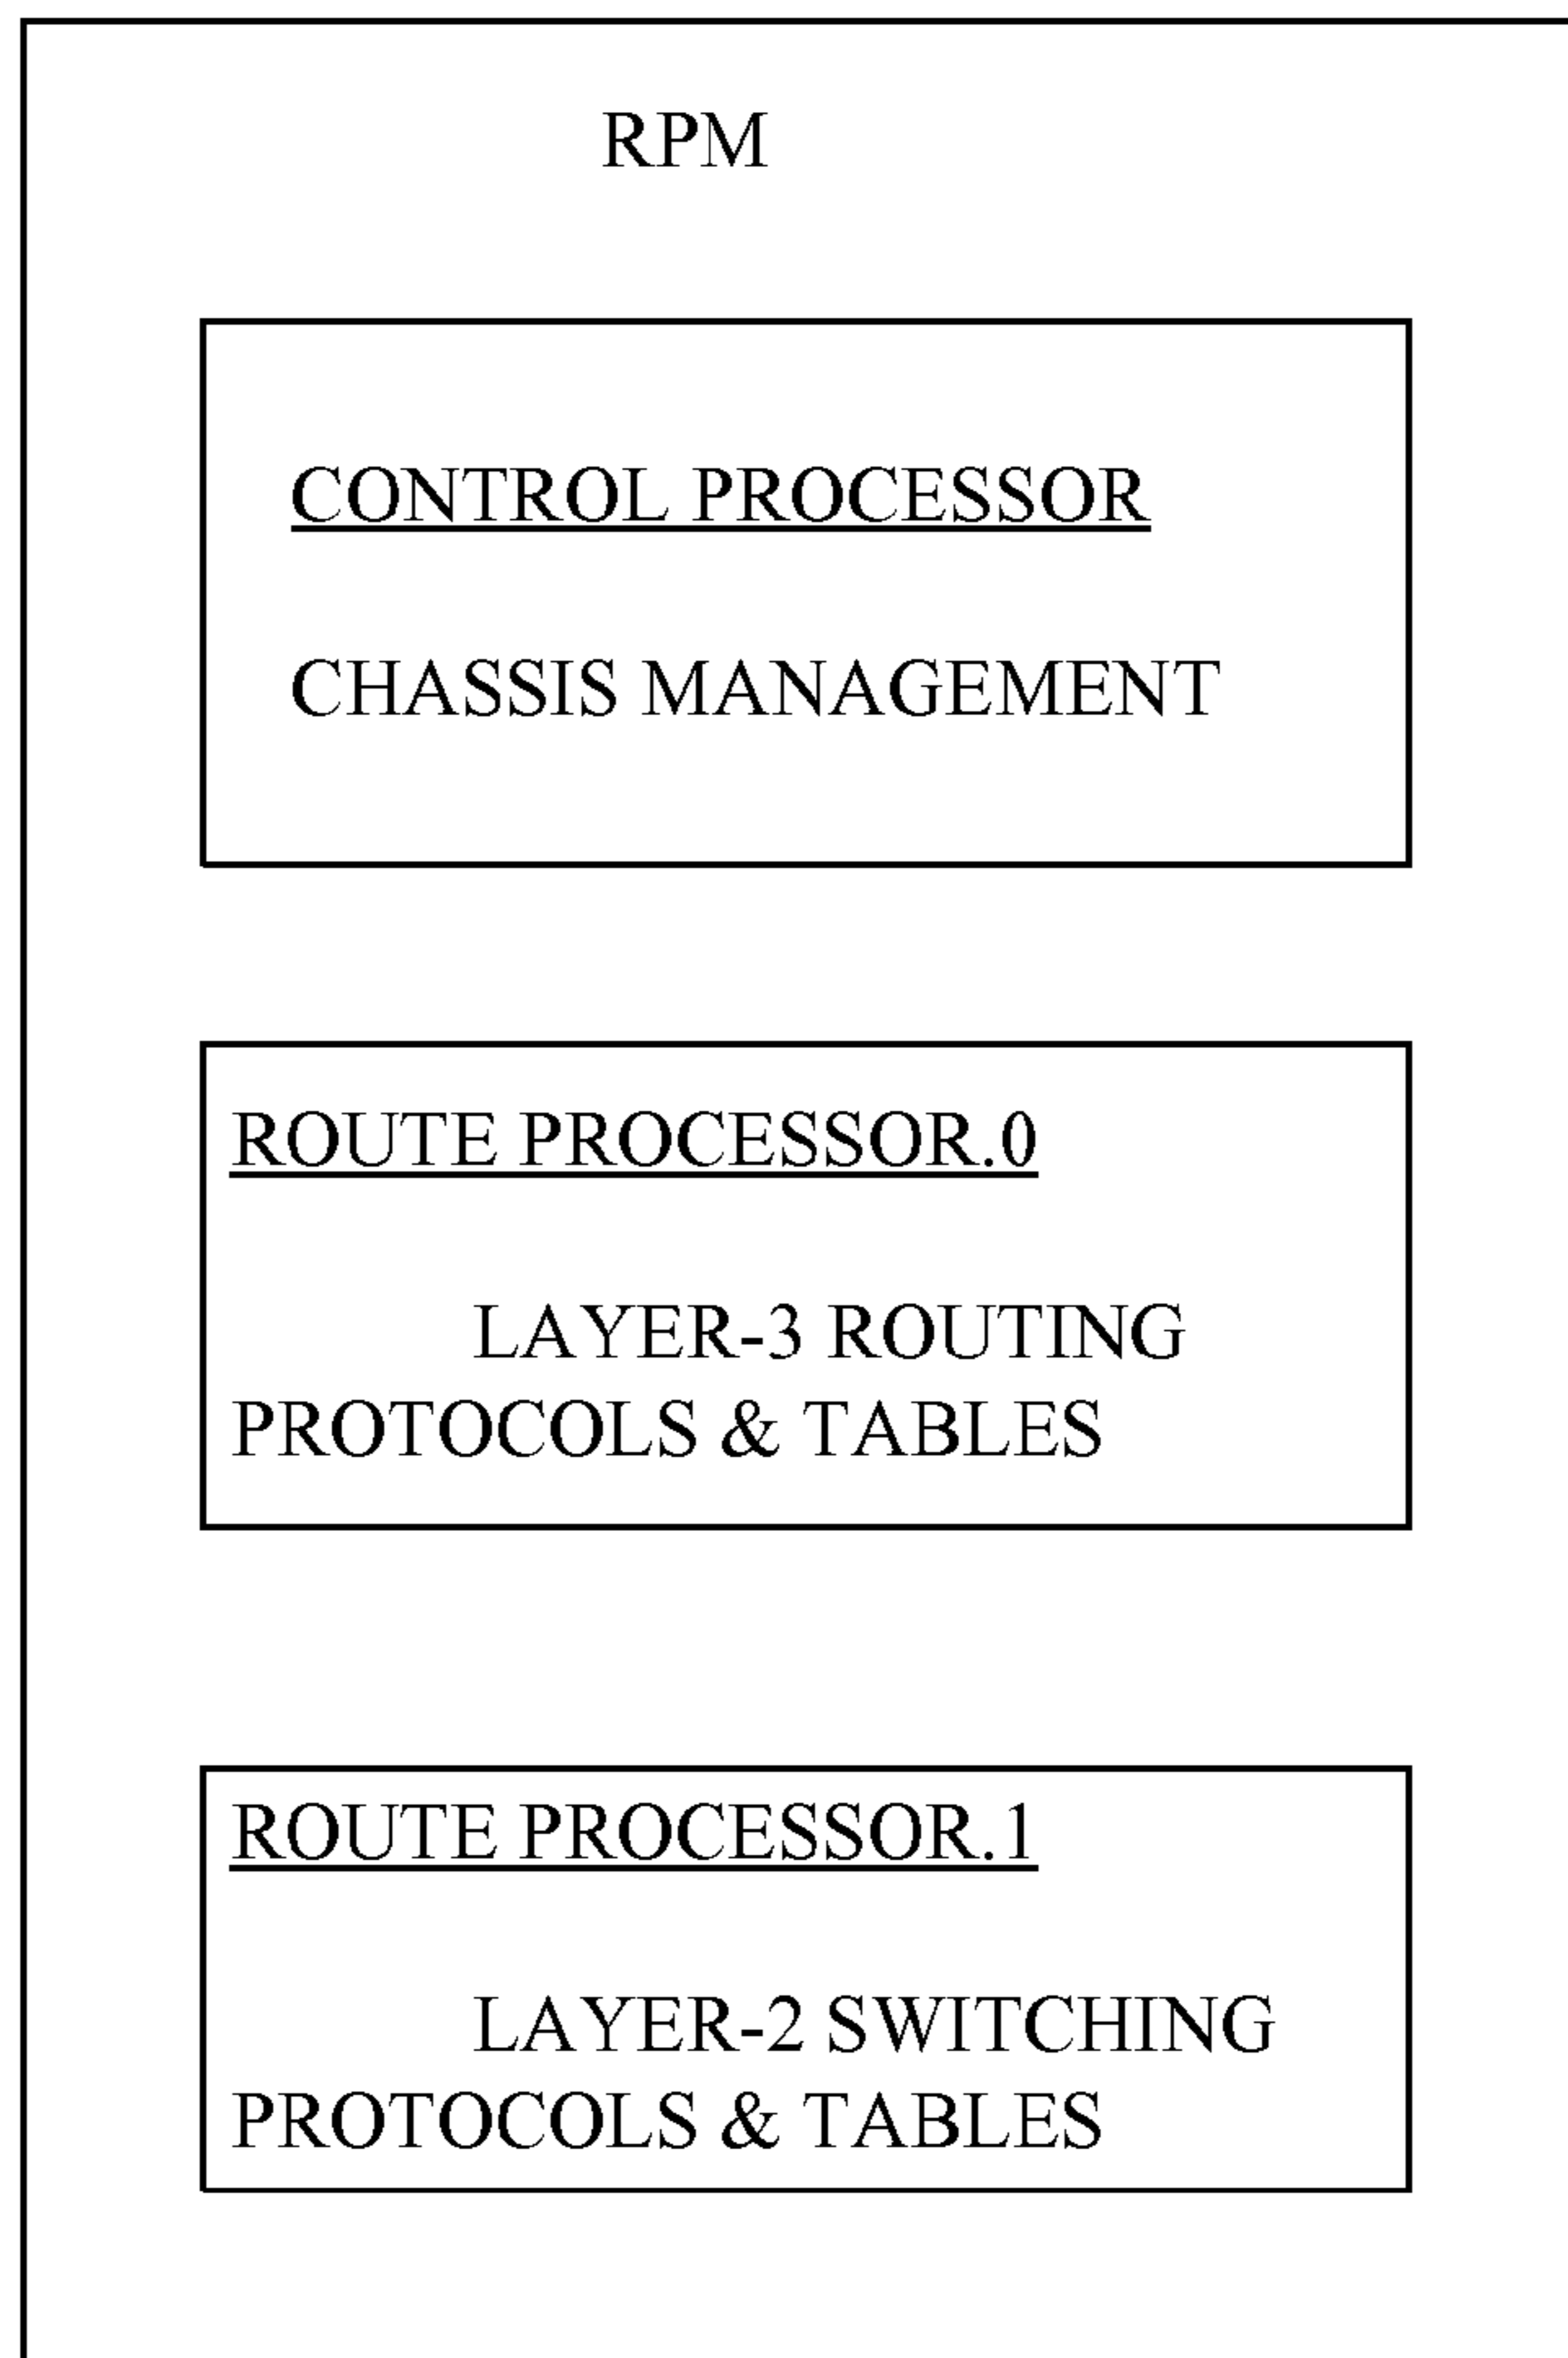 RPM
CONTROL PROCESSOR
CHASSIS MANAGEMENT
ROUTE PROCESSOR.0
LAYER-3 ROUTING
PROTOCOLS & TABLES
ROUTE PROCESSOR.1
LAYER-2 SWITCHING
PROTOCOLS & TABLES